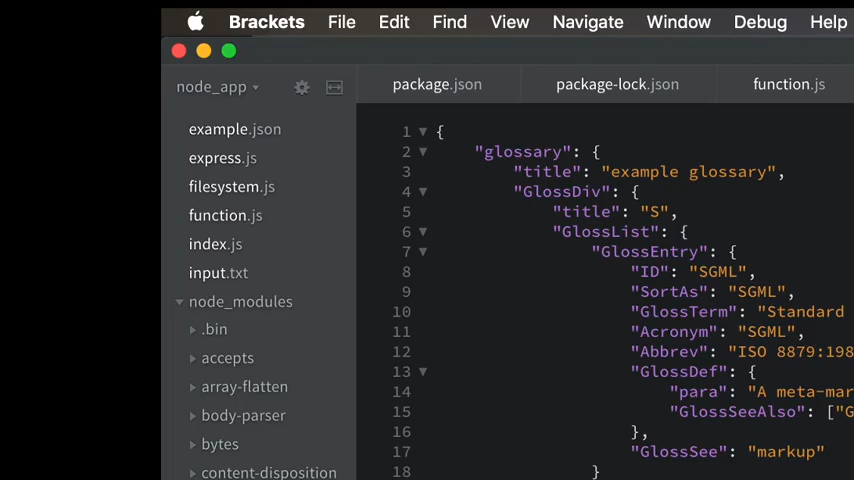 Brackets File Edit Find View Navigate Window Debug Help
node_app
package.json package-lock.json function.js
example.json
express.js
filesystem.js
function.js
index.js
input.txt
node_modules
.bin
accepts
array-flatten
body-parser
bytes
content-disposition
1 {
2 "glossary": {
3 "title": "example glossary",
4 "GlossDiv": {
5 "title": "S",
6 "GlossList": {
7 "GlossEntry": {
8 "ID": "SGML",
9 "SortAs": "SGML",
10 "GlossTerm": "Standard
11 "Acronym": "SGML",
12 "Abbrev": "ISO 8879:198
13 "GlossDef": {
14 "para": "A meta-mar
15 "GlossSeeAlso": ["G
16 },
17 "GlossSee": "markup"
18 }